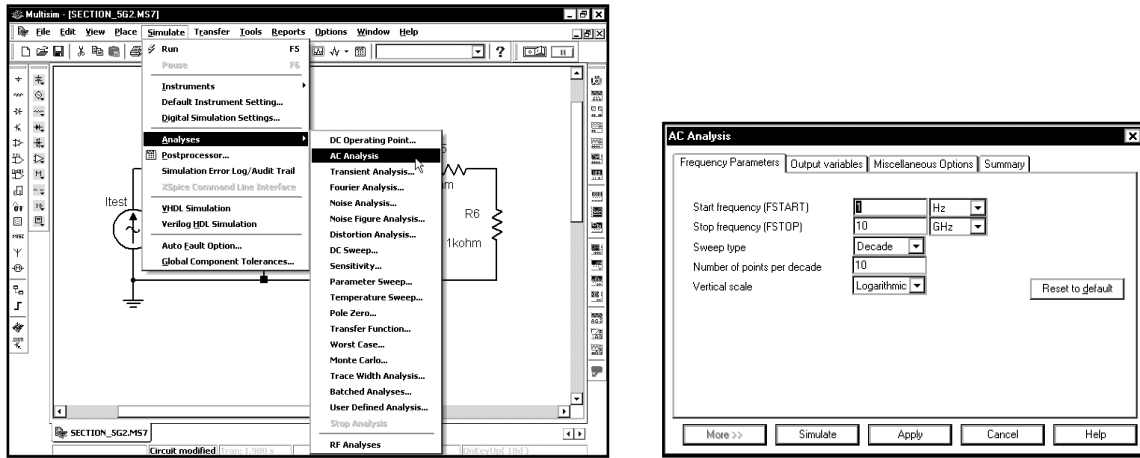 Multisim - [SECTION_5G2.MS7]
File Edit View Place Simulate Transfer Tools Reports Options Window Help
Run F5
Pause F6
Instruments
Default Instrument Setting...
Digital Simulation Settings...
Analyses
Postprocessor...
Simulation Error Log/Audit Trail
XSpice Command Line Interface
VHDL Simulation
Verilog HDL Simulation
Auto Fault Option...
Global Component Tolerances...
DC Operating Point...
AC Analysis
Transient Analysis...
Fourier Analysis...
Noise Analysis...
Noise Figure Analysis...
Distortion Analysis...
DC Sweep...
Sensitivity...
Parameter Sweep...
Temperature Sweep...
Pole Zero...
Transfer Function...
Worst Case...
Monte Carlo...
Trace Width Analysis...
Batched Analyses...
User Defined Analysis...
Stop Analysis
RF Analyses
Itest
R6
1kohm
MISC
SECTION_5G2.MS7
Circuit modified Tran: 1.980 s OnKeyUp( 18d )
AC Analysis
Frequency Parameters Output variables Miscellaneous Options Summary
Start frequency (FSTART) 1 Hz
Stop frequency (FSTOP) 10 GHz
Sweep type Decade
Number of points per decade 10
Vertical scale Logarithmic
Reset to default
More >> Simulate Apply Cancel Help